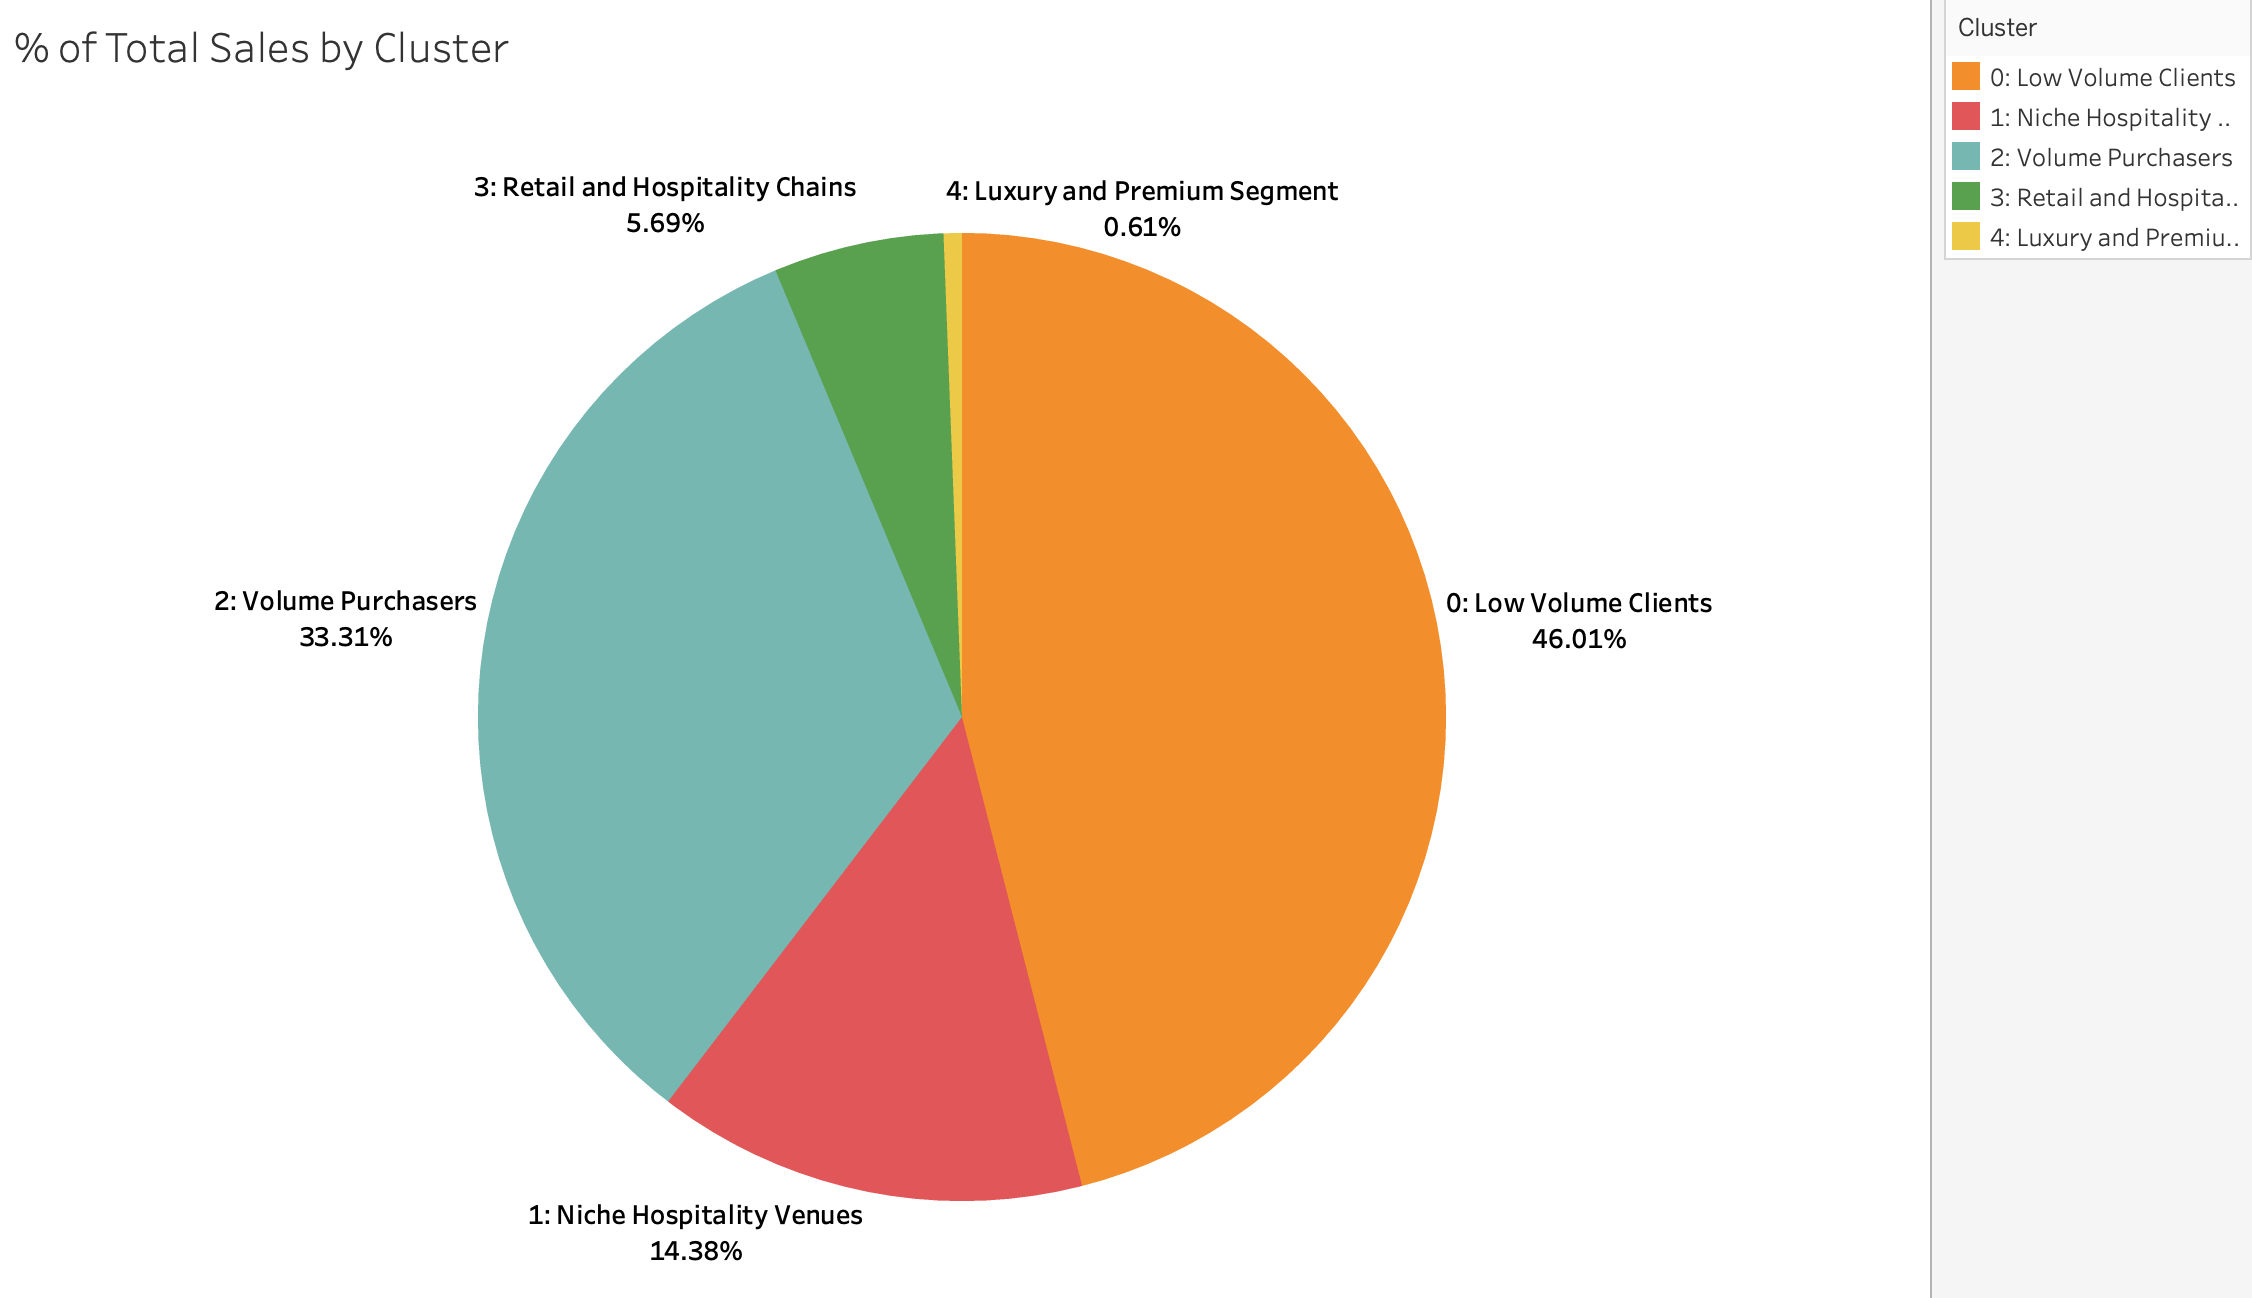 % of Total Sales by Cluster
3: Retail and Hospitality Chains
5.69%
4: Luxury and Premium Segment
0.61%
2: Volume Purchasers
33.31%
0: Low Volume Clients
46.01%
1: Niche Hospitality Venues
14.38%
Cluster
0: Low Volume Clients
1: Niche Hospitality ..
2: Volume Purchasers
3: Retail and Hospita..
4: Luxury and Premiu..